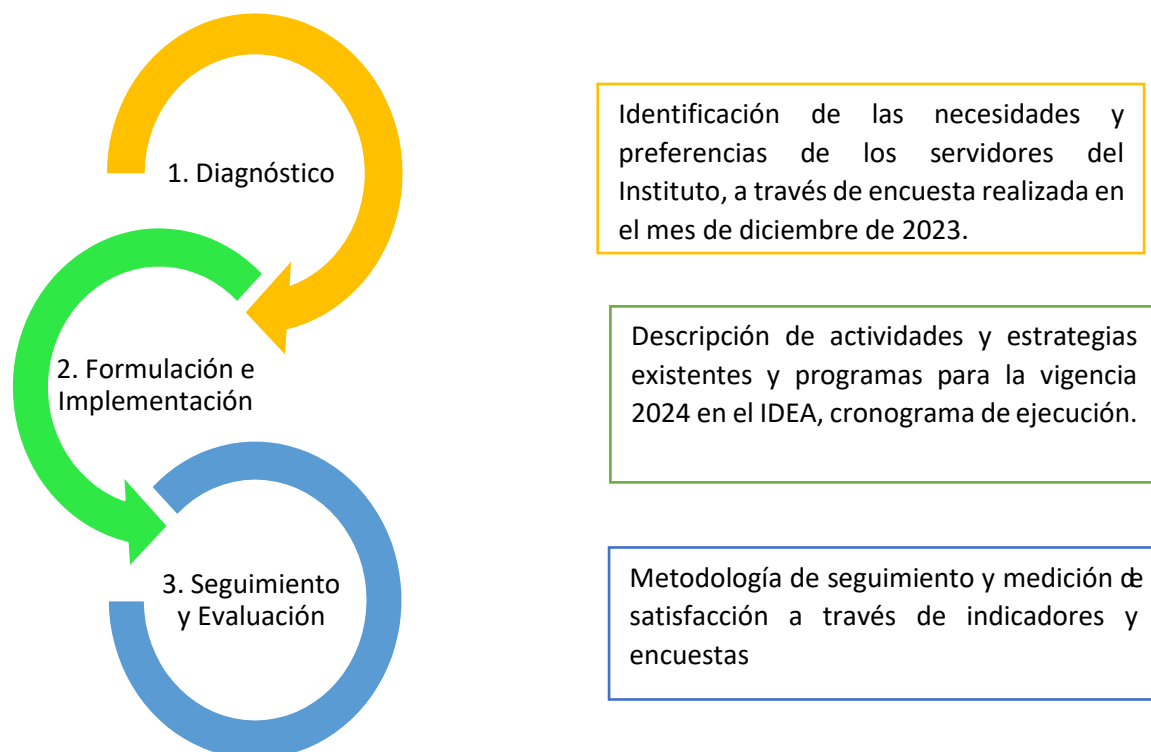 1. Diagnóstico
Identificación de las necesidades y
preferencias de los servidores del
Instituto, a través de encuesta realizada en
el mes de diciembre de 2023.
2. Formulación e
Implementación
Descripción de actividades y estrategias
existentes y programas para la vigencia
2024 en el IDEA, cronograma de ejecución.
3. Seguimiento
y Evaluación
Metodología de seguimiento y medición de
satisfacción a través de indicadores y
encuestas